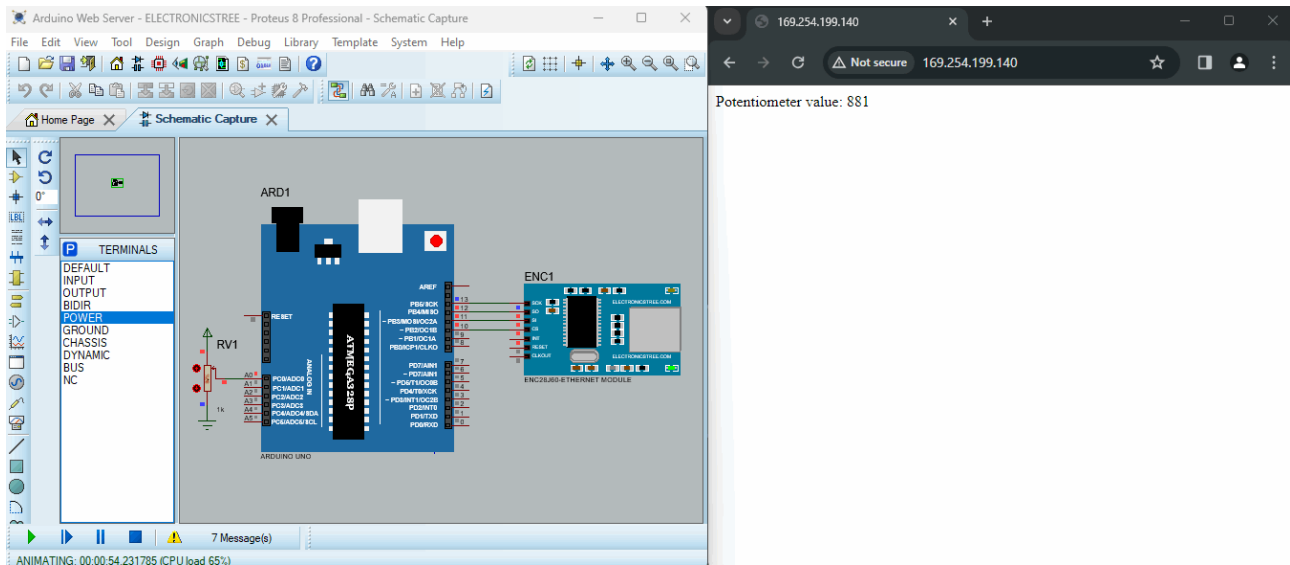 Arduino Web Server - ELECTRONICSTREE - Proteus 8 Professional - Schematic Capture
File Edit View Tool Design Graph Debug Library Template System Help
Home Page
Schematic Capture
0°
LBL
P TERMINALS
DEFAULT
INPUT
OUTPUT
BIDIR
POWER
GROUND
CHASSIS
DYNAMIC
BUS
NC
ARD1
RESET
AREF
PB5/SCK
PB4/MISO
~ PB3/MOSI/OC2A
~ PB2/OC1B
~ PB1/OC1A
PB0/ICP1/CLKO
13
12
11
10
9
8
ATMEGA328P
ANALOG IN
RV1
1k
A0
A1
A2
A3
A4
A5
PC0/ADC0
PC1/ADC1
PC2/ADC2
PC3/ADC3
PC4/ADC4/SDA
PC5/ADC5/SCL
PD7/AIN1
~ PD7/AIN1
~ PD5/T1/OC0B
PD4/T0/XCK
~ PD3/INT1/OC2B
PD2/INT0
PD1/TXD
PD0/RXD
7
6
5
4
3
2
1
0
ARDUINO UNO
ENC1
SCK
SO
SI
CS
INT
RESET
CLKOUT
ELECTRONICSTREE.COM
ELECTRONICSTREE.COM
ENC28J60-ETHERNET MODULE
7 Message(s)
ANIMATING: 00:00:54.231785 (CPU load 65%)
169.254.199.140
Not secure 169.254.199.140
Potentiometer value: 881